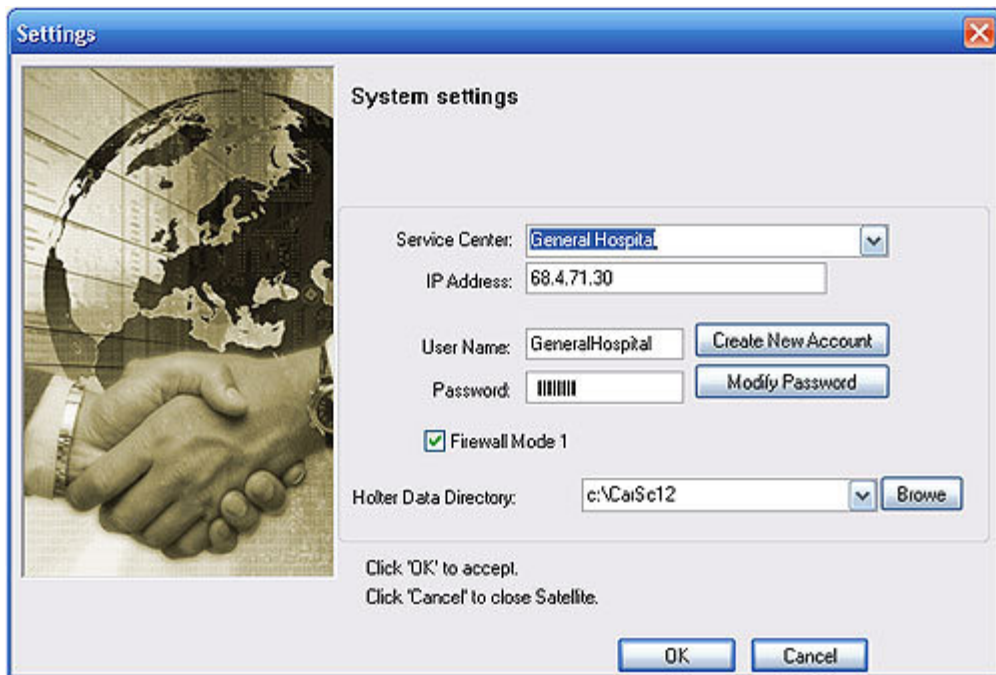 Settings
System settings
Service Center: General Hospital
IP Address: 68.4.71.30
User Name: GeneralHospital Create New Account
Password: Modify Password
Firewall Mode 1
Holter Data Directory: c:\CarSc12 Browe
Click 'OK' to accept.
Click 'Cancel' to close Satellite.
OK Cancel